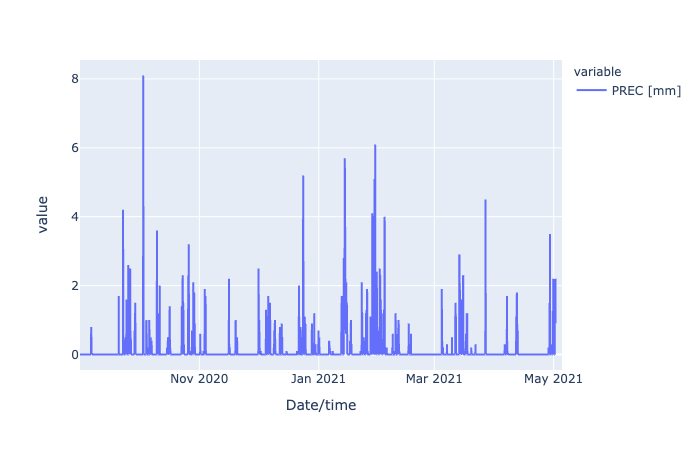 variable
PREC [mm]
8
6
4
2
0
value
Nov 2020
Jan 2021
Mar 2021
May 2021
Date/time